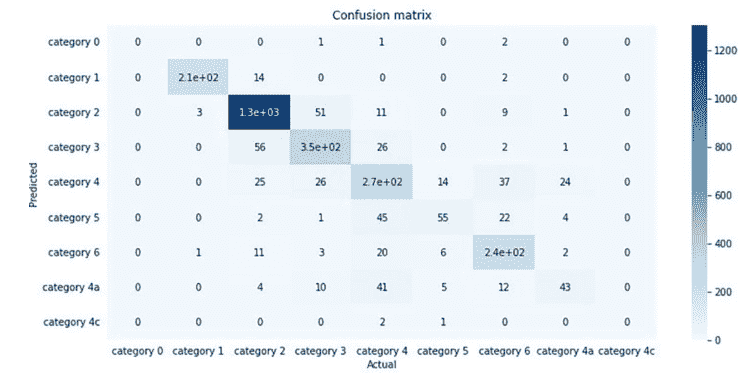 Confusion matrix
category 0 0 0 0 1 1 0 2 0 0
category 1 0 2.1e+02 14 0 0 0 2 0 0
category 2 0 3 1.3e+03 51 11 0 9 1 0
category 3 0 0 56 3.5e+02 26 0 2 1 0
category 4 0 0 25 26 2.7e+02 14 37 24 0
category 5 0 0 2 1 45 55 22 4 0
category 6 0 1 11 3 20 6 2.4e+02 2 0
category 4a 0 0 4 10 41 5 12 43 0
category 4c 0 0 0 0 2 1 0 0 0
category 0 category 1 category 2 category 3 category 4 category 5 category 6 category 4a category 4c
Actual
Predicted
1200
1000
800
600
400
200
0